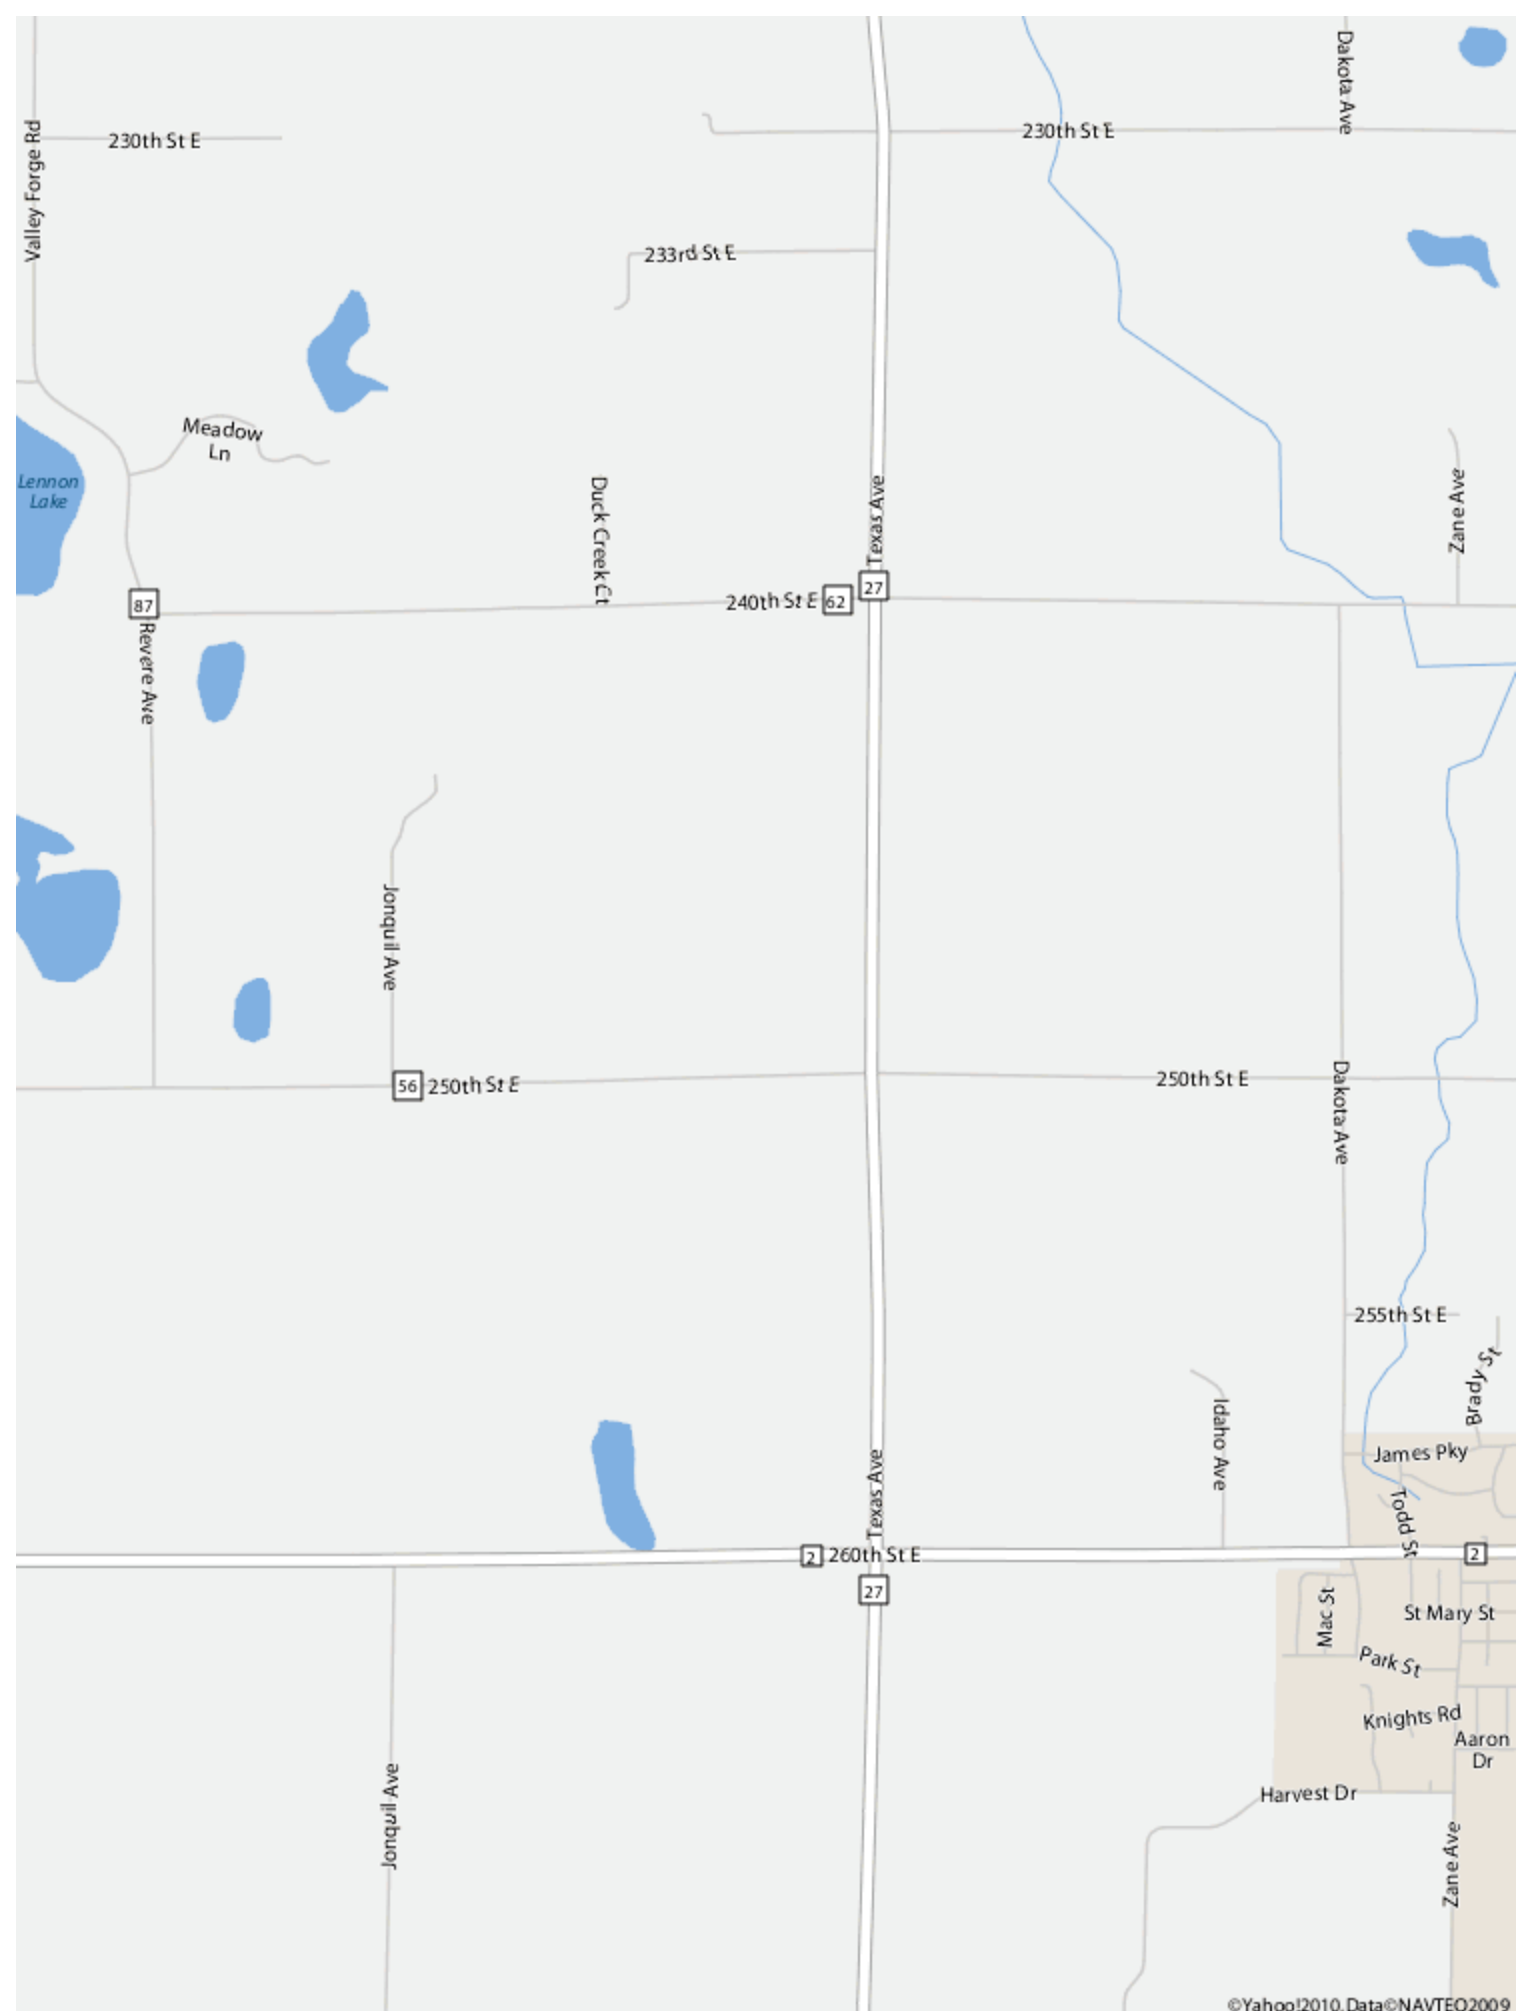 Dakota Ave
Valley Forge Rd
230th St E
230th St E
233rd St E
Meadow
Ln
Lennon
Lake
Duck Creek Ct
Texas Ave
Zane Ave
27
240th St E
62
87
Revere Ave
Jonquil Ave
56
250th St E
250th St E
Dakota Ave
255th St E
Brady St
Idaho Ave
James Pky
Texas Ave
Todd St
2
260th St E
2
27
Mac St
St Mary St
Park St
Knights Rd
Aaron
Dr
Harvest Dr
Jonquil Ave
Zane Ave
©Yahoo!2010, Data©NAVTEQ2009